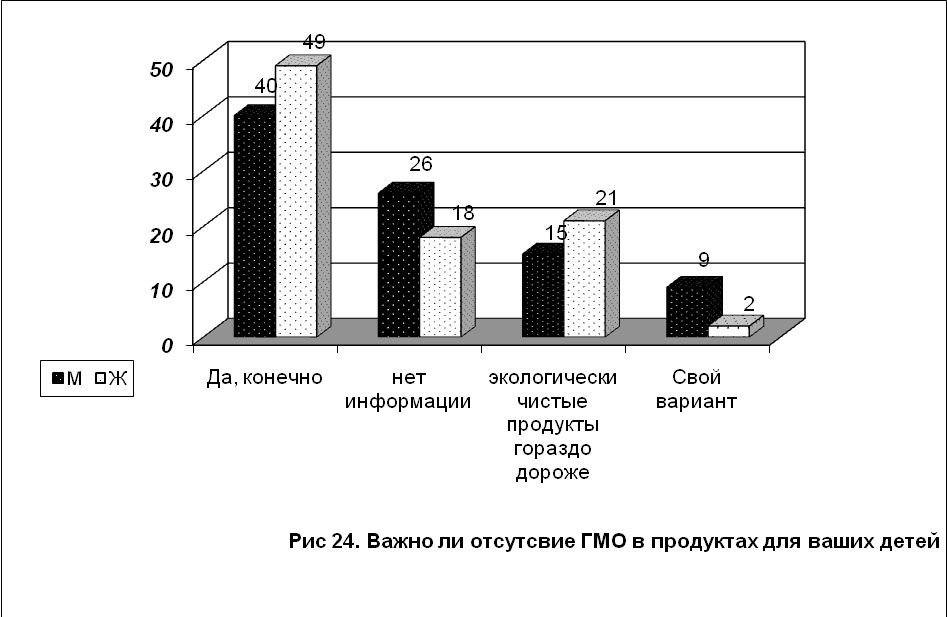 49
50
40
40
30
26
18
21
20
15
9
10
2
0
М Ж
Да, конечно
нет
информации
экологически
чистые
продукты
гораздо
дороже
Свой
вариант
Рис 24. Важно ли отсутсвие ГМО в продуктах для ваших детей